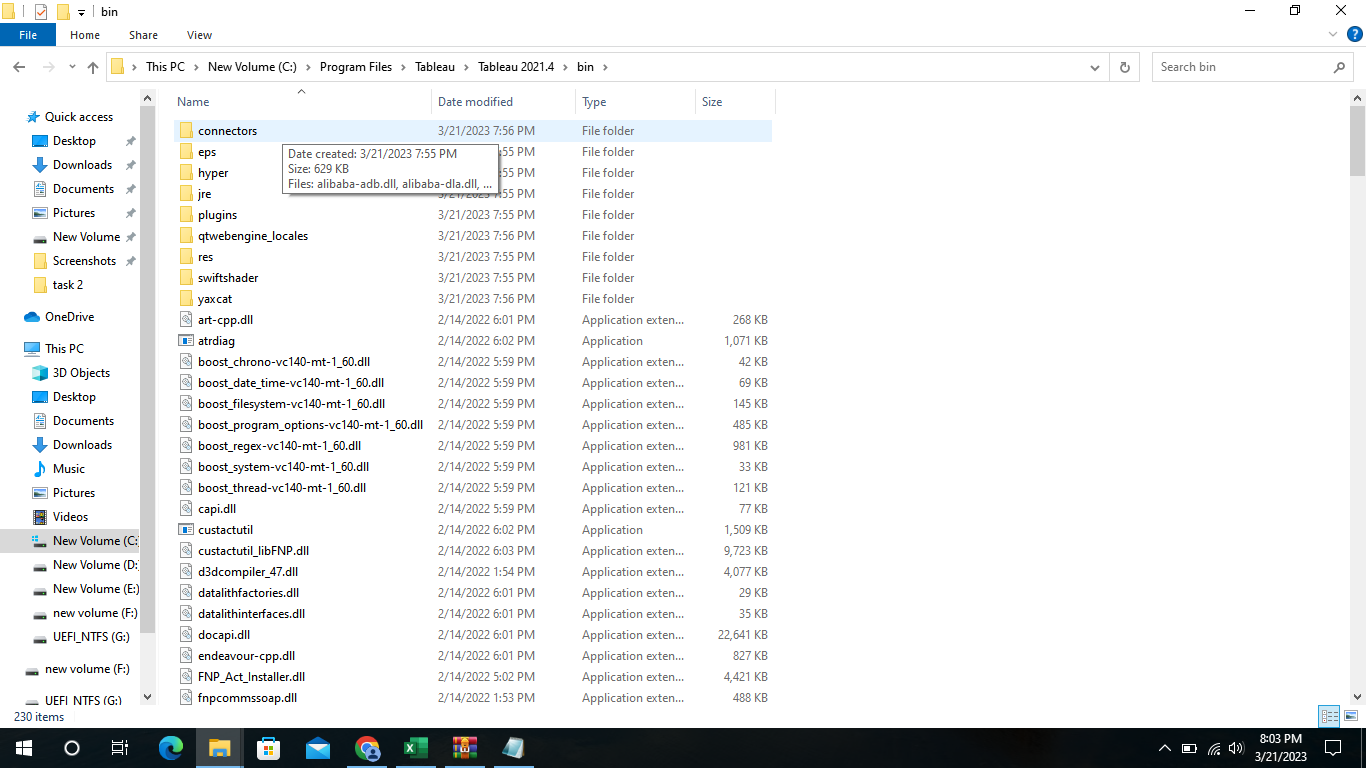 bin
File Home Share View
This PC New Volume (C:) Program Files Tableau Tableau 2021.4 bin
Search bin
Name Date modified Type Size
Quick access
Desktop
Downloads
Documents
Pictures
New Volume
Screenshots
task 2
OneDrive
This PC
3D Objects
Desktop
Documents
Downloads
Music
Pictures
Videos
New Volume (C:
New Volume (D:
New Volume (E:)
new volume (F:)
UEFI_NTFS (G:)
new volume (F:)
UEFI_NTFS (G:)
connectors 3/21/2023 7:56 PM File folder
eps :55 PM File folder
hyper :55 PM File folder
jre 3/21/2023 7:55 PM File folder
plugins 3/21/2023 7:55 PM File folder
qtwebengine_locales 3/21/2023 7:56 PM File folder
res 3/21/2023 7:55 PM File folder
swiftshader 3/21/2023 7:55 PM File folder
yaxcat 3/21/2023 7:56 PM File folder
art-cpp.dll 2/14/2022 6:01 PM Application exten... 268 KB
atrdiag 2/14/2022 6:02 PM Application 1,071 KB
boost_chrono-vc140-mt-1_60.dll 2/14/2022 5:59 PM Application exten... 42 KB
boost_date_time-vc140-mt-1_60.dll 2/14/2022 5:59 PM Application exten... 69 KB
boost_filesystem-vc140-mt-1_60.dll 2/14/2022 5:59 PM Application exten... 145 KB
boost_program_options-vc140-mt-1_60.dll 2/14/2022 5:59 PM Application exten... 485 KB
boost_regex-vc140-mt-1_60.dll 2/14/2022 5:59 PM Application exten... 981 KB
boost_system-vc140-mt-1_60.dll 2/14/2022 5:59 PM Application exten... 33 KB
boost_thread-vc140-mt-1_60.dll 2/14/2022 5:59 PM Application exten... 121 KB
capi.dll 2/14/2022 5:59 PM Application exten... 77 KB
custactutil 2/14/2022 6:02 PM Application 1,509 KB
custactutil_libFNP.dll 2/14/2022 6:03 PM Application exten... 9,723 KB
d3dcompiler_47.dll 2/14/2022 1:54 PM Application exten... 4,077 KB
datalithfactories.dll 2/14/2022 6:01 PM Application exten... 29 KB
datalithinterfaces.dll 2/14/2022 6:01 PM Application exten... 35 KB
docapi.dll 2/14/2022 6:01 PM Application exten... 22,641 KB
endeavour-cpp.dll 2/14/2022 6:01 PM Application exten... 827 KB
FNP_Act_Installer.dll 2/14/2022 5:02 PM Application exten... 4,421 KB
fnpcommssoap.dll 2/14/2022 1:53 PM Application exten... 488 KB
Date created: 3/21/2023 7:55 PM
Size: 629 KB
Files: alibaba-adb.dll, alibaba-dla.dll, ...
230 items
8:03 PM
3/21/2023